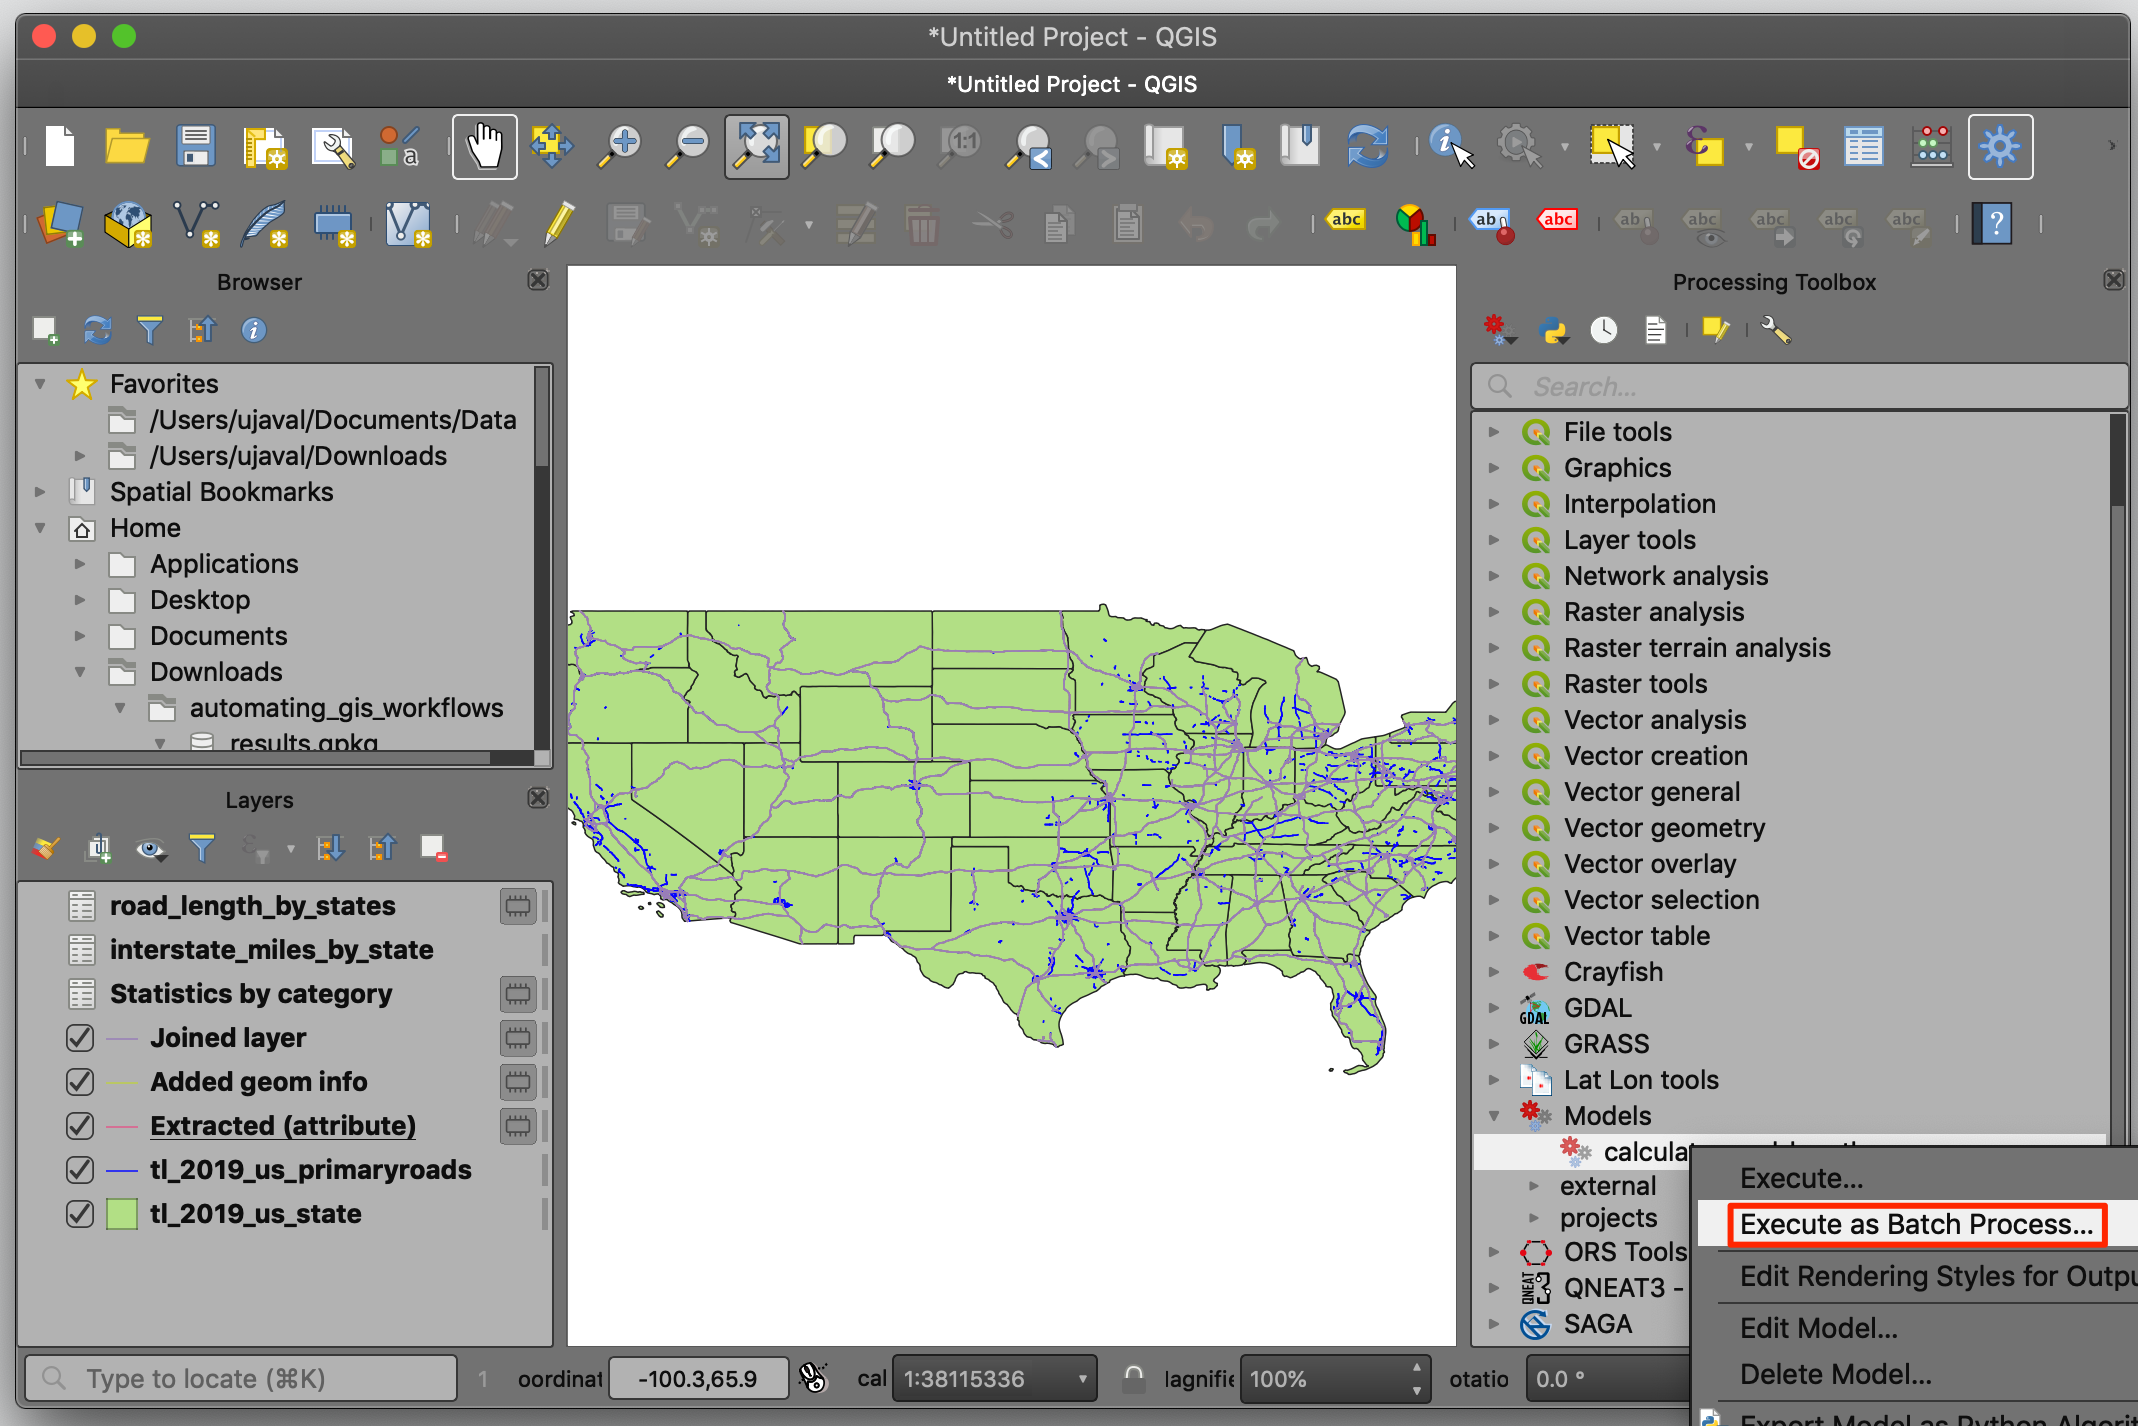 *Untitled Project - QGIS
*Untitled Project - QGIS
a
1:1
abc
ab
abc
ab
abc
abc
abc
abc
?
Browser
Favorites
/Users/ujaval/Documents/Data
/Users/ujaval/Downloads
Spatial Bookmarks
Home
Applications
Desktop
Documents
Downloads
automating_gis_workflows
results.gpkg
Layers
road_length_by_states
interstate_miles_by_state
Statistics by category
Joined layer
Added geom info
Extracted (attribute)
tl_2019_us_primaryroads
tl_2019_us_state
Processing Toolbox
Search...
File tools
Graphics
Interpolation
Layer tools
Network analysis
Raster analysis
Raster terrain analysis
Raster tools
Vector analysis
Vector creation
Vector general
Vector geometry
Vector overlay
Vector selection
Vector table
Crayfish
GDAL GDAL
GRASS
Lat Lon tools
Models
external
projects
ORS Tools
QNEAT3 QNEAT3 -
SAGA
Execute...
Execute as Batch Process...
Edit Rendering Styles for Outpu
Edit Model...
Delete Model...
Export Model as Python Algorit
Type to locate (⌘K)
1 oordinat -100.3,65.9 cal 1:38115336 lagnifie 100% otatio 0.0 °